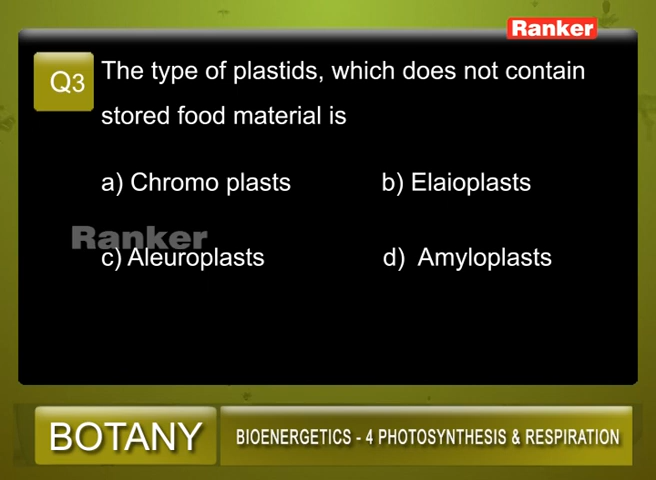 Ranker
Q3 The type of plastids, which does not contain
stored food material is
a) Chromo plasts b) Elaioplasts
Ranker
c) Aleuroplasts d) Amyloplasts
BOTANY BIOENERGETICS - 4 PHOTOSYNTHESIS & RESPIRATION